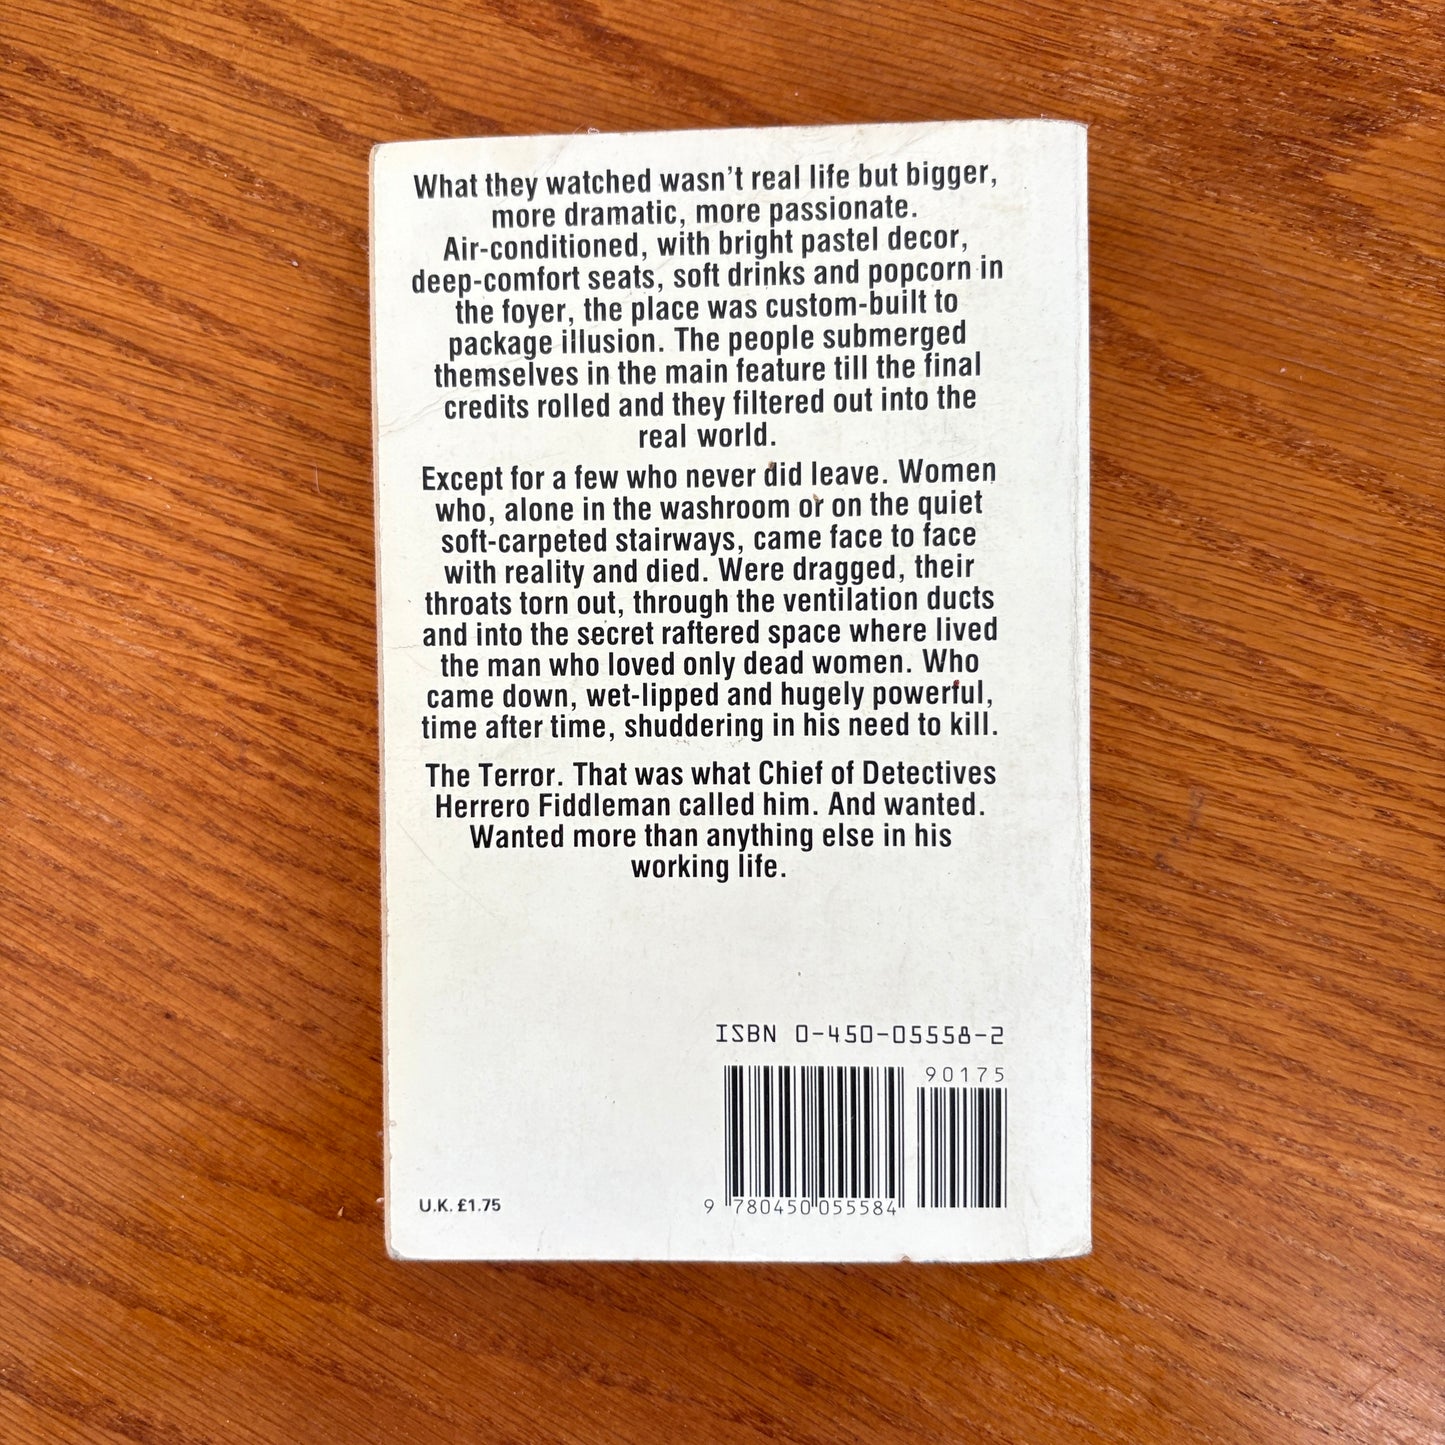 What they watched wasn't real life but bigger,
more dramatic, more passionate.
Air-conditioned, with bright pastel decor,
deep-comfort seats, soft drinks and popcorn in
the foyer, the place was custom-built to
package illusion. The people submerged
themselves in the main feature till the final
credits rolled and they filtered out into the
real world.
Except for a few who never did leave. Women
who, alone in the washroom or on the quiet
soft-carpeted stairways, came face to face
with reality and died. Were dragged, their
throats torn out, through the ventilation ducts
and into the secret raftered space where lived
the man who loved only dead women. Who
came down, wet-lipped and hugely powerful,
time after time, shuddering in his need to kill.
The Terror. That was what Chief of Detectives
Herrero Fiddleman called him. And wanted.
Wanted more than anything else in his
working life.
ISBN 0-450-05558-2
90175
9 780450 055584
U.K. £1.75